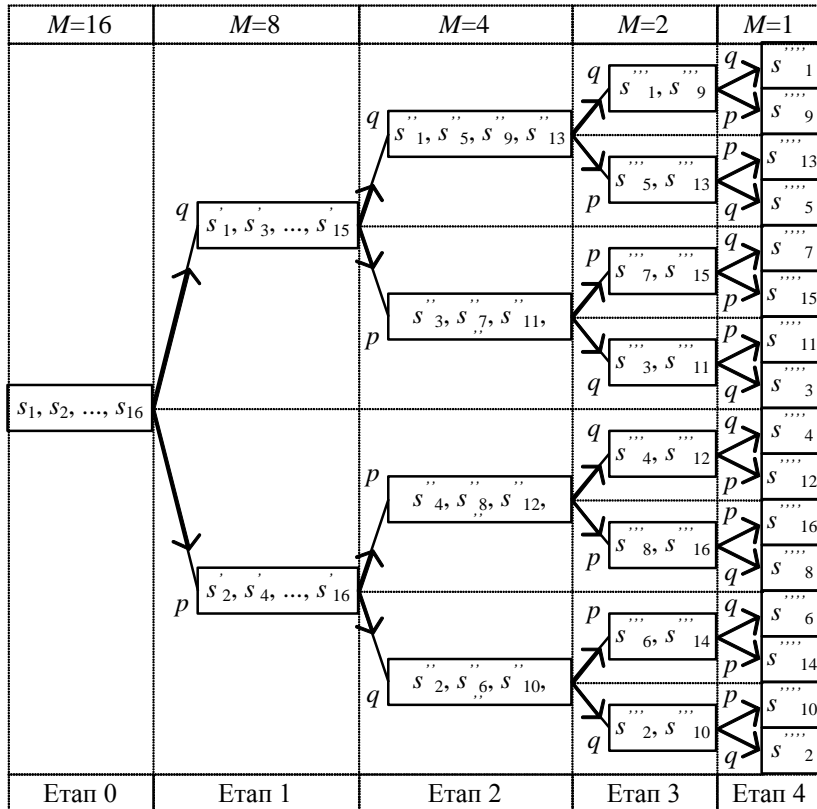 M=16 M=8 M=4 M=2 M=1
q s''''1
q s'''1, s'''9
p s''''9
q s''1, s''5, s''9, s''13
p s''''13
s'''5, s'''13
p q s''''5
q s'1, s'3, ..., s'15
p s'''7, s'''15 q s''''7
p s''''15
p s''3, s''7, s''11,
''
p s''''11
q s'''3, s'''11 q s''''3
s1, s2, ..., s16
q s'''4, s'''12 q s''''4
p s''''12
p s''4, s''8, s''12,
''
p s''''16
p s'''8, s'''16 q s''''8
p s'2, s'4, ..., s'16
p s'''6, s'''14 q s''''6
p s''''14
q s''2, s''6, s''10,
''
p s''''10
q s'''2, s'''10 q s''''2
Етап 0 Етап 1 Етап 2 Етап 3 Етап 4